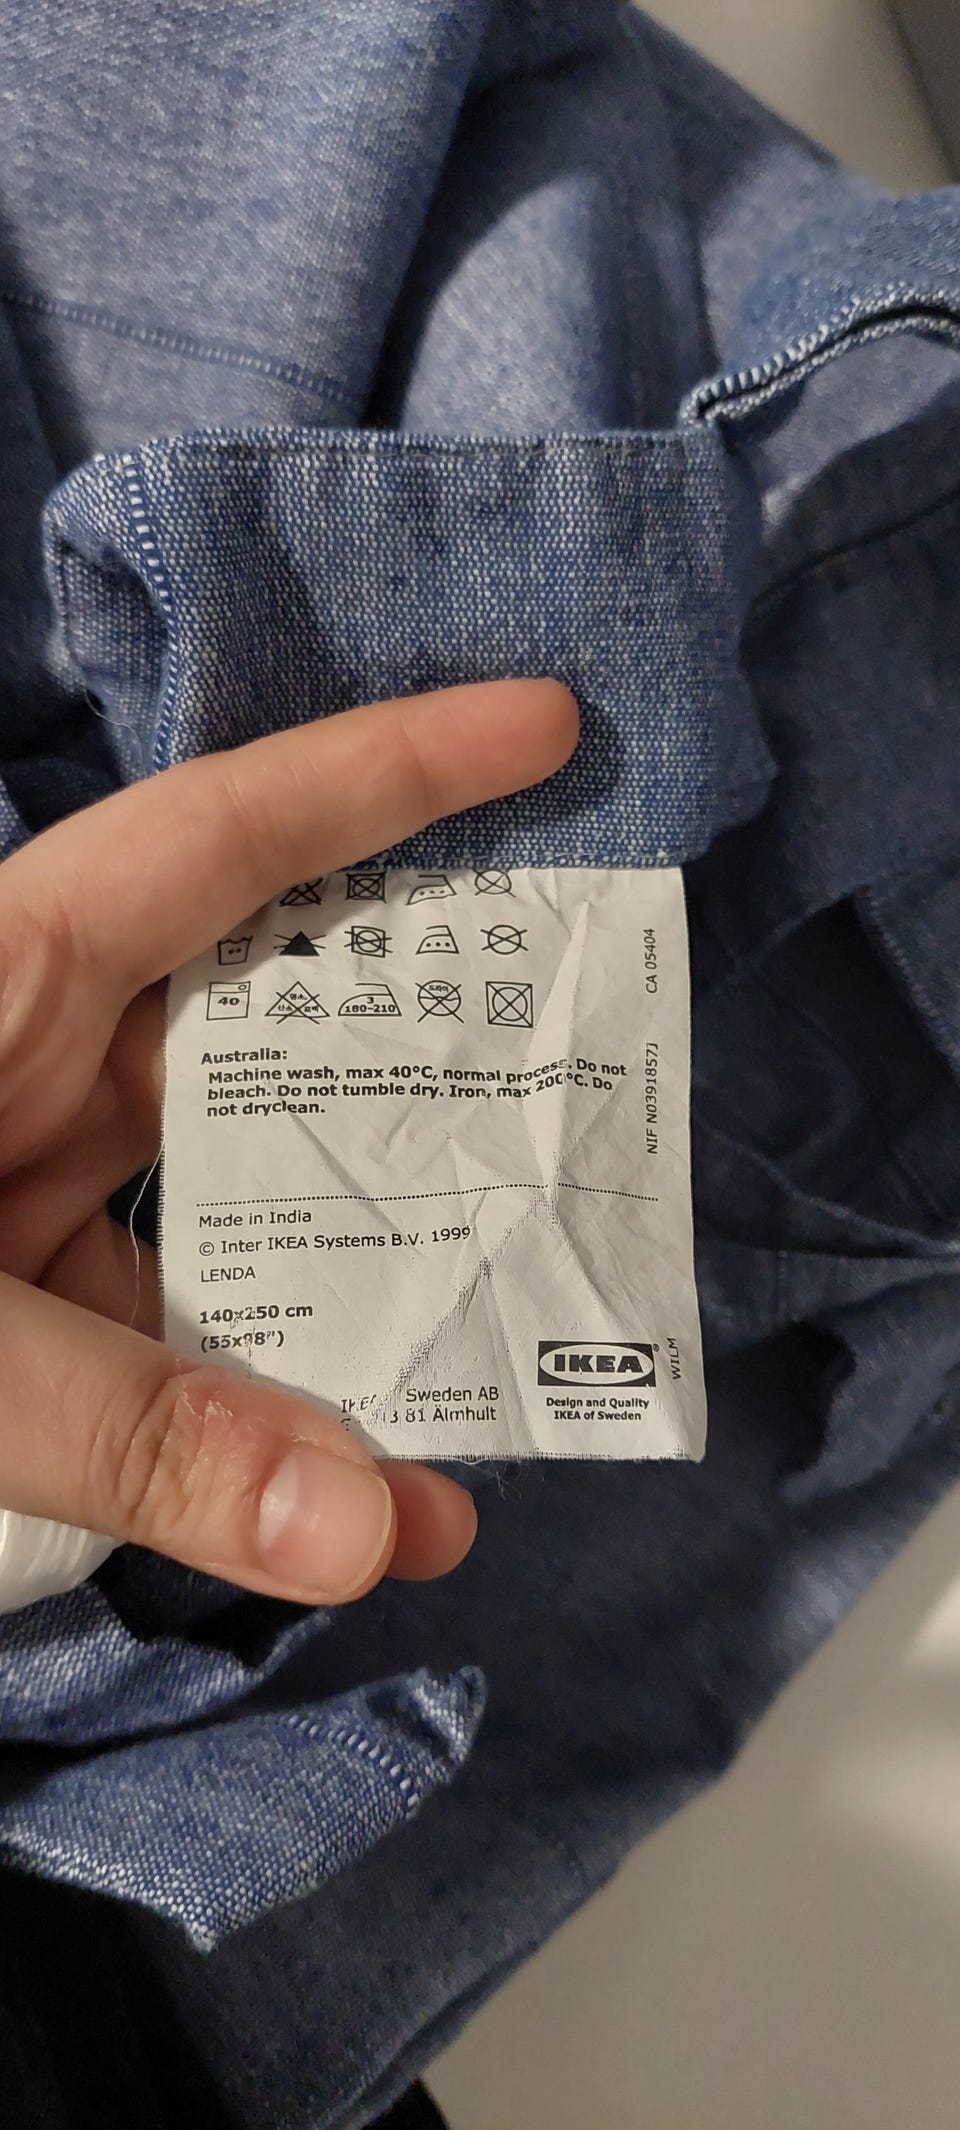 40
180-210
Australia:
Machine wash, max 40°C, normal process. Do not
bleach. Do not tumble dry. Iron, max 200°C. Do
not dryclean.
Made in India
© Inter IKEA Systems B.V. 1999
LENDA
140x250 cm
(55x98")
IKEA Sweden AB
81 Älmhult
IKEA®
Design and Quality
IKEA of Sweden
CA 05404
NIF N0391857J
WILM